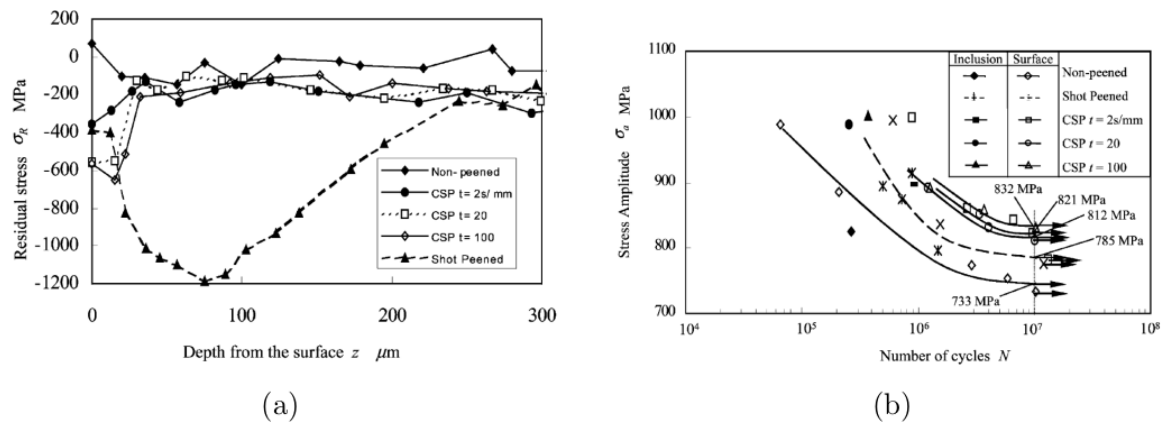 200
0
-200
-400
-600
-800
-1000
-1200
Residual stress σR MPa
0
100
200
300
Depth from the surface z μm
Non-peened
CSP t= 2s/ mm
CSP t = 20
CSP t = 100
Shot Peened
(a)
1100
1000
900
800
700
Stress Amplitude σa MPa
10⁴
10⁵
10⁶
10⁷
10⁸
Number of cycles N
Inclusion Surface
Non-peened
Shot Peened
CSP t = 2s/mm
CSP t = 20
CSP t = 100
832 MPa
821 MPa
812 MPa
785 MPa
733 MPa
(b)